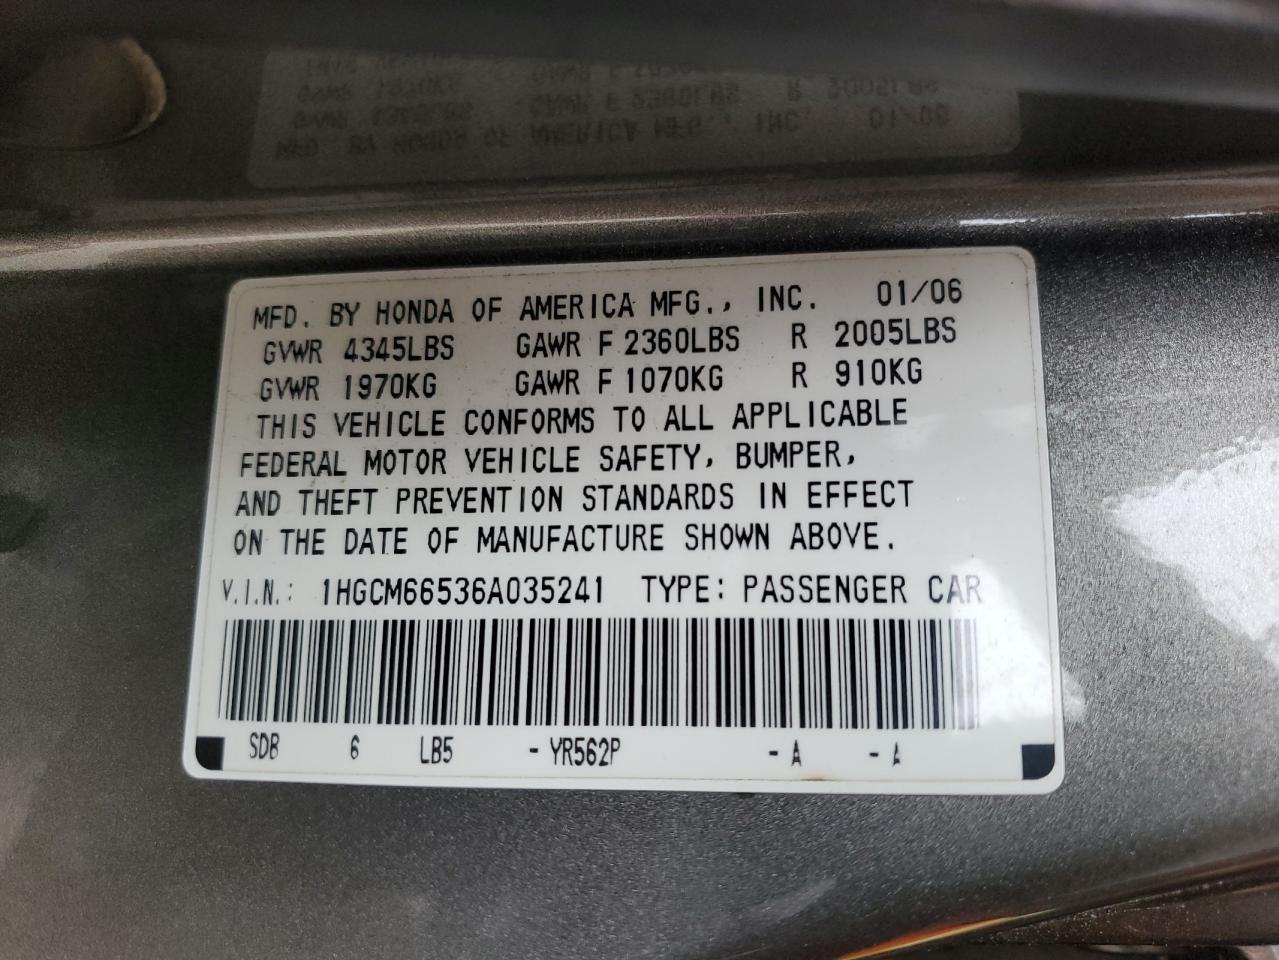 MFD. BY HONDA OF AMERICA MFG., INC. 01/06
GVWR 4345LBS GAWR F 2360LBS R 2005LBS
GVWR 1970KG GAWR F 1070KG R 910KG
THIS VEHICLE CONFORMS TO ALL APPLICABLE
FEDERAL MOTOR VEHICLE SAFETY, BUMPER,
AND THEFT PREVENTION STANDARDS IN EFFECT
ON THE DATE OF MANUFACTURE SHOWN ABOVE.
V.I.N.: 1HGCM66536A035241 TYPE: PASSENGER CAR
SDB 6 LB5 - YR562P - A - A